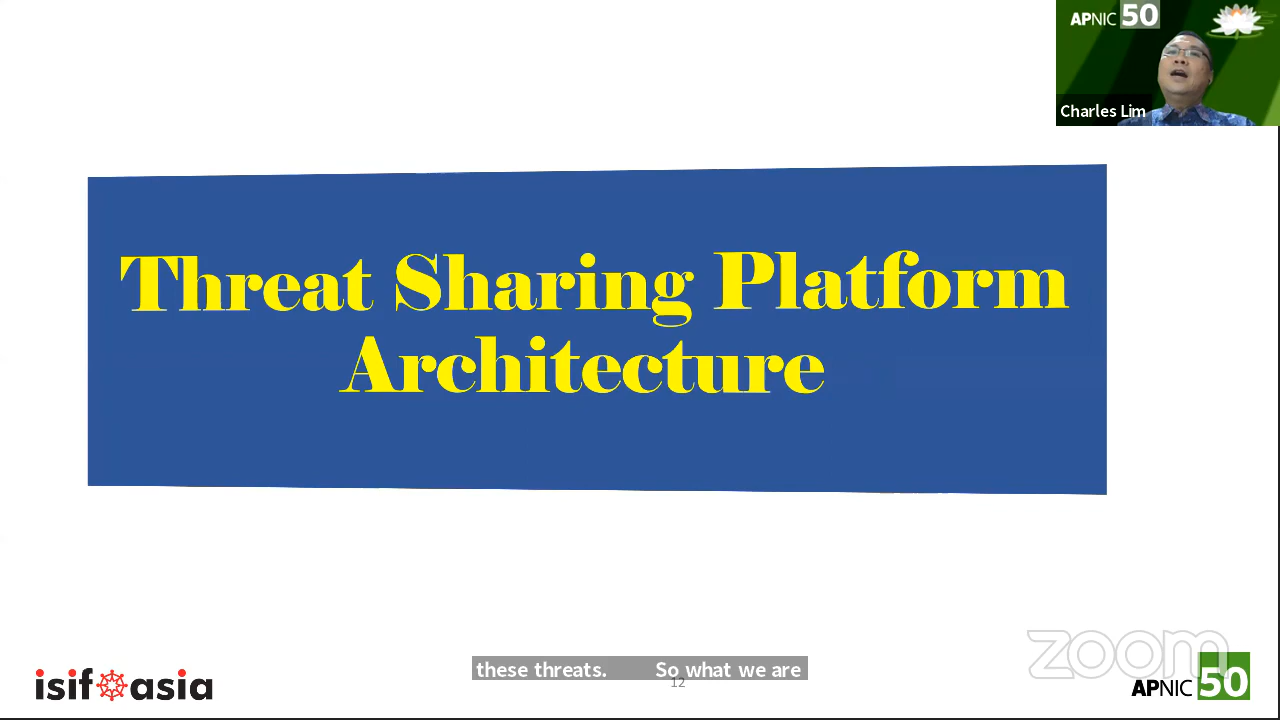 APNIC 50
Charles Lim
Threat Sharing Platform
Architecture
these threats. So what we are
12
isif asia
zoom
APNIC 50